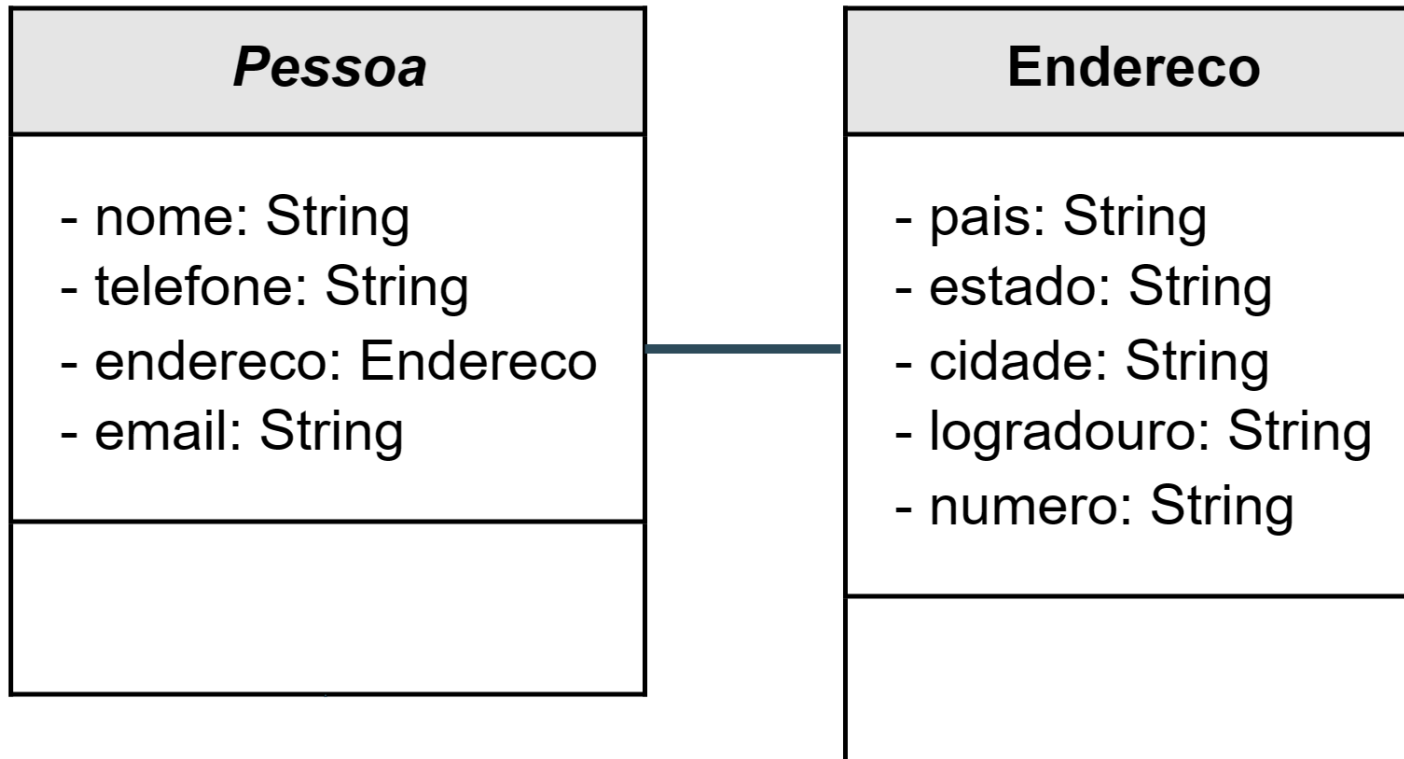 Pessoa
- nome: String
- telefone: String
- endereco: Endereco
- email: String
Endereco
- pais: String
- estado: String
- cidade: String
- logradouro: String
- numero: String